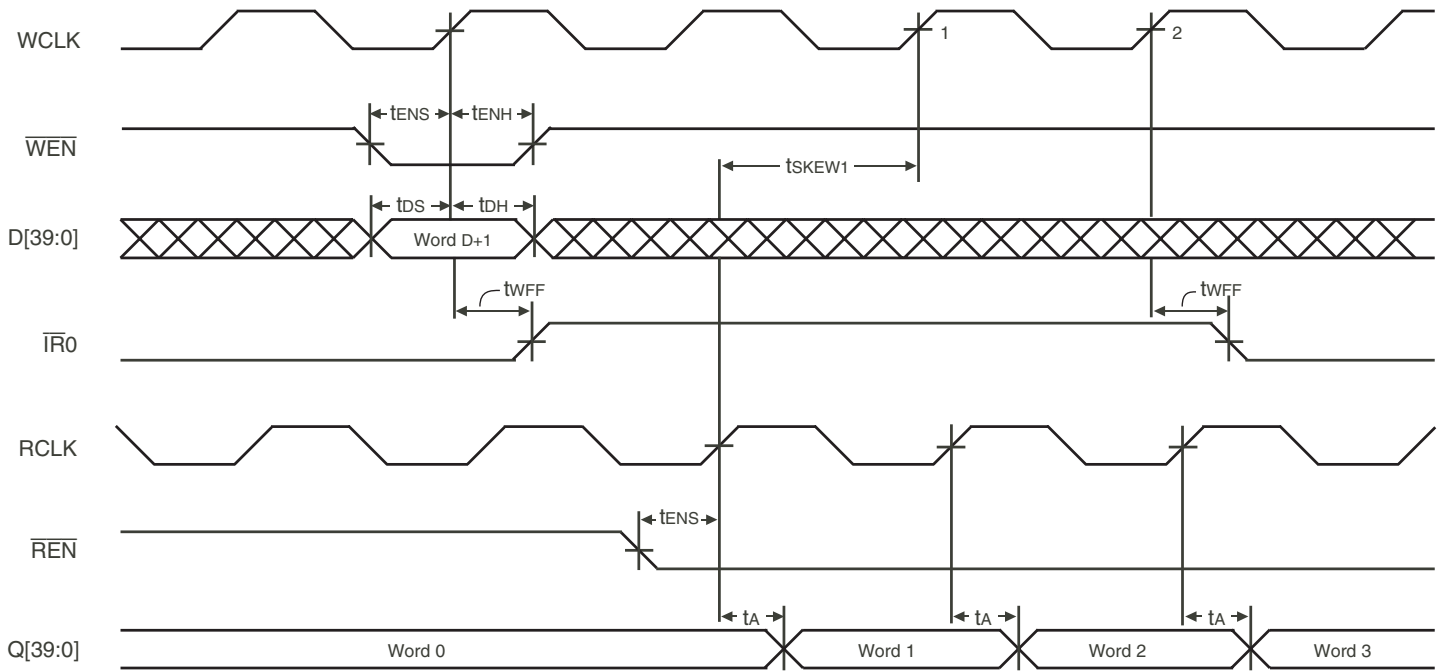 WCLK
1
2
tENS
tENH
WEN
tSKEW1
tDS
tDH
D[39:0]
Word D+1
tWFF
tWFF
IR0
RCLK
tENS
REN
tA
tA
tA
Q[39:0]
Word 0
Word 1
Word 2
Word 3